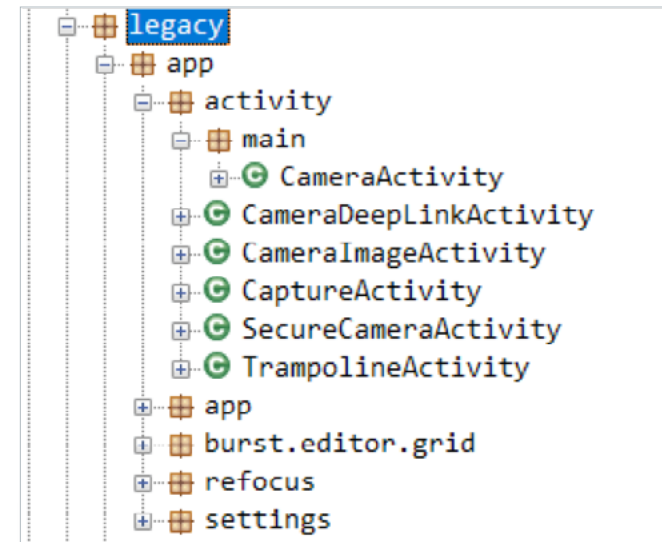 legacy
app
activity
main
CameraActivity
CameraDeepLinkActivity
CameraImageActivity
CaptureActivity
SecureCameraActivity
TrampolineActivity
app
burst.editor.grid
refocus
settings